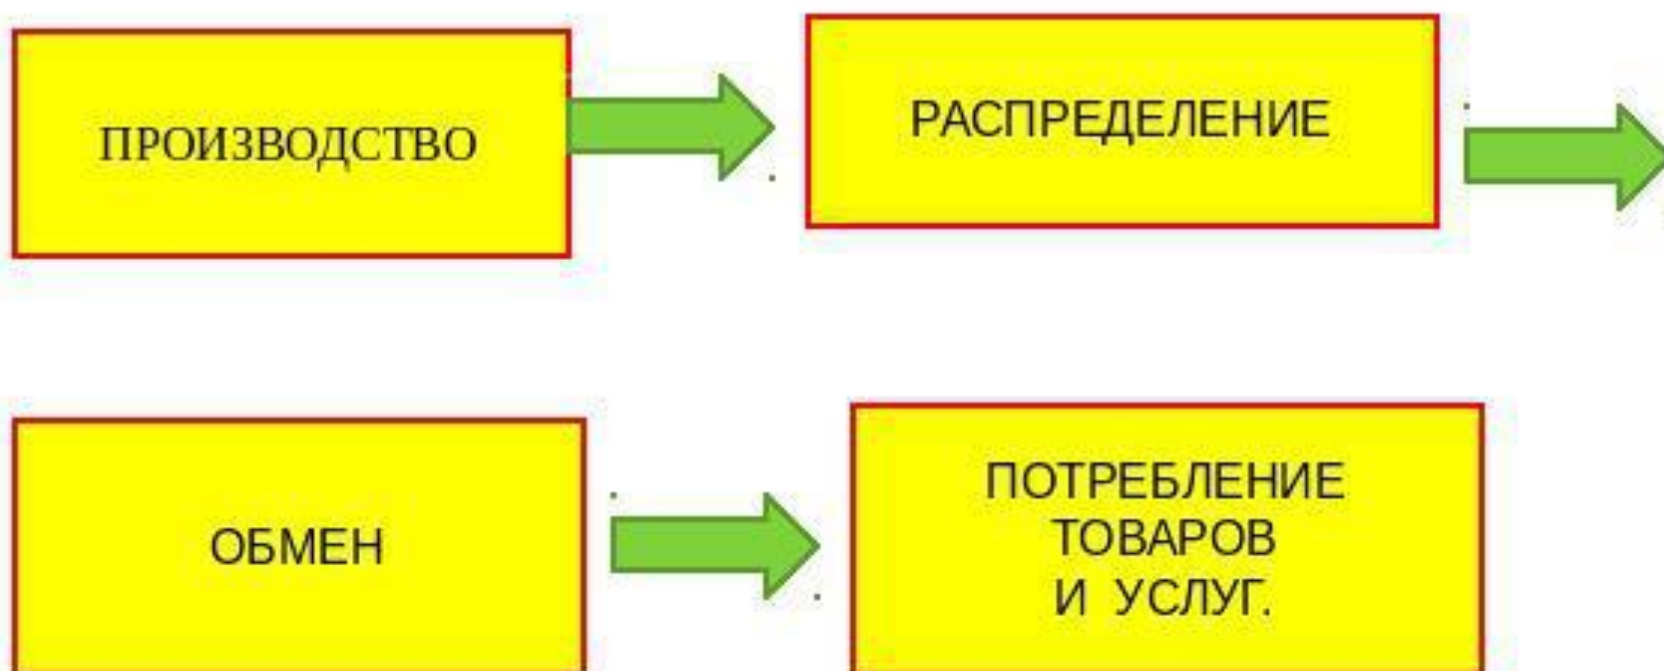 ПРОИЗВОДСТВО
РАСПРЕДЕЛЕНИЕ
ОБМЕН
ПОТРЕБЛЕНИЕ
ТОВАРОВ
И УСЛУГ.